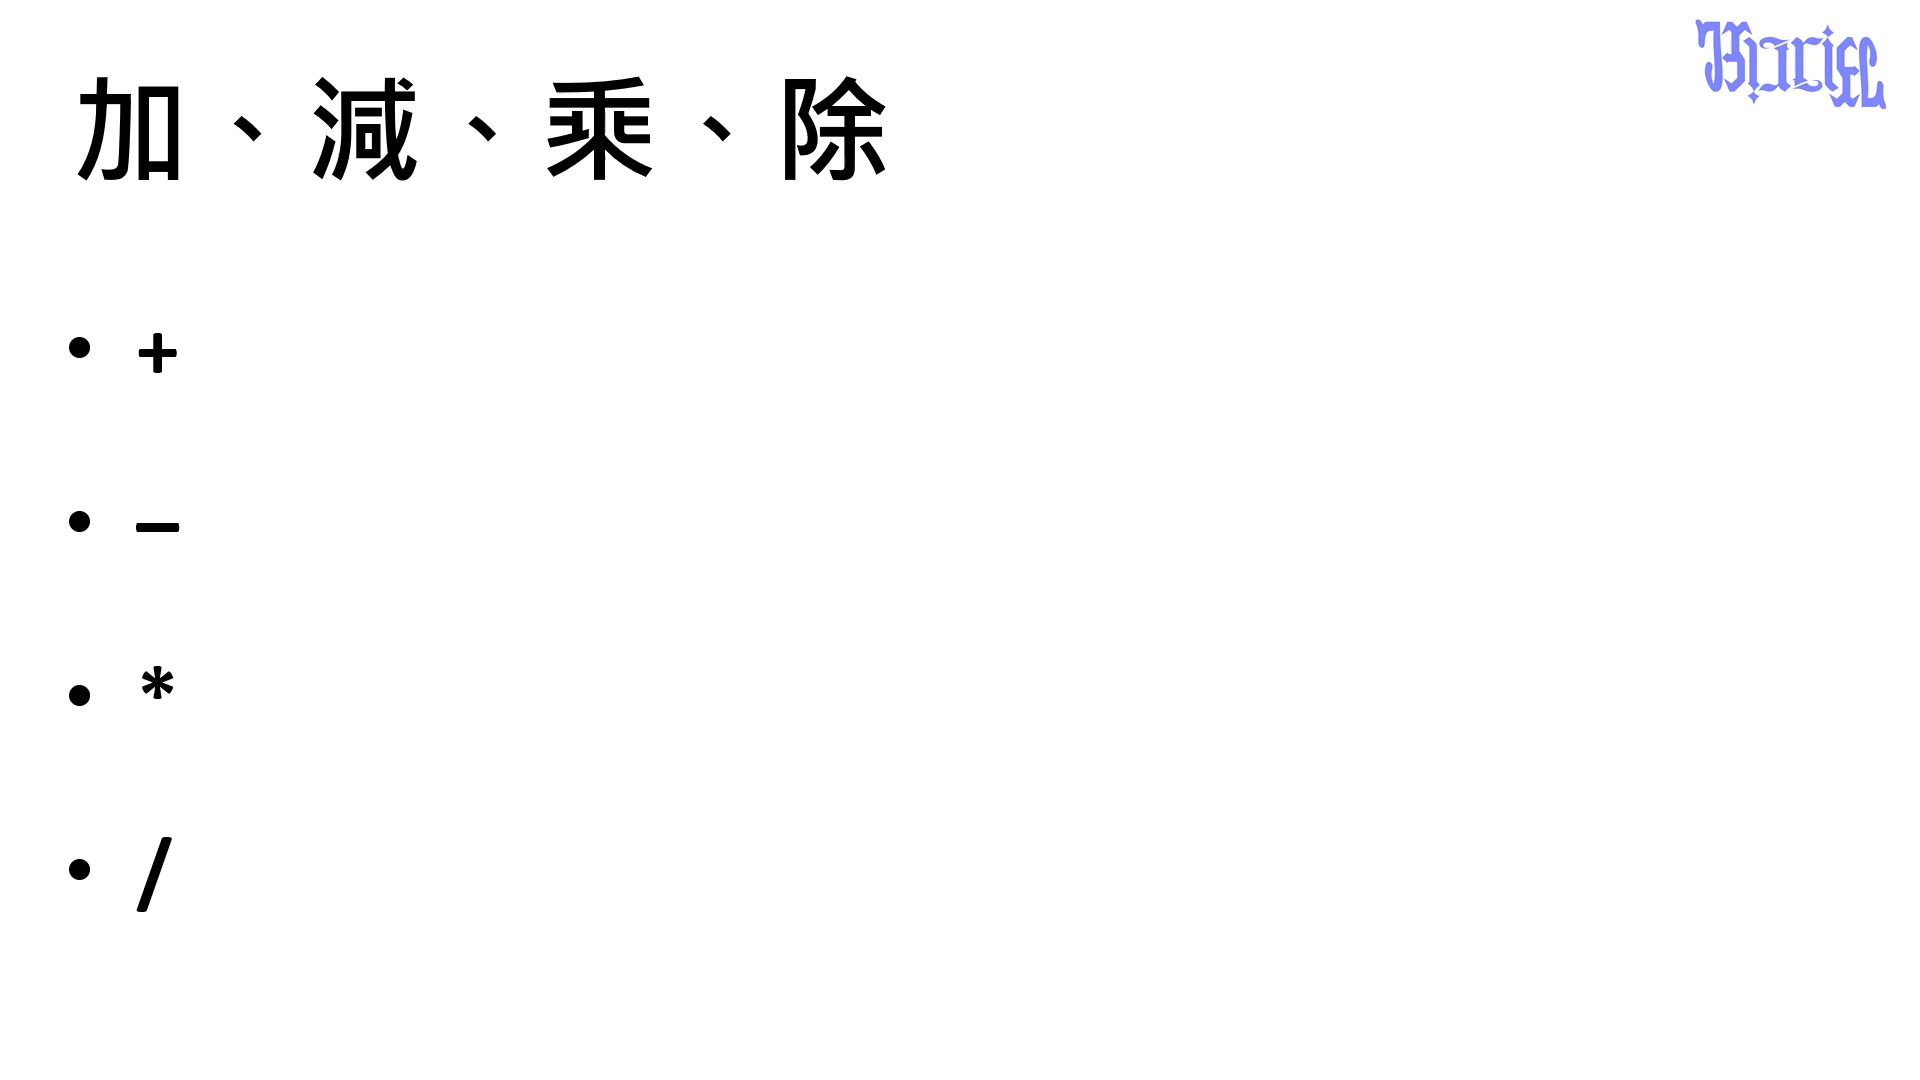 加、減、乘、除
• +
• −
• *
• /